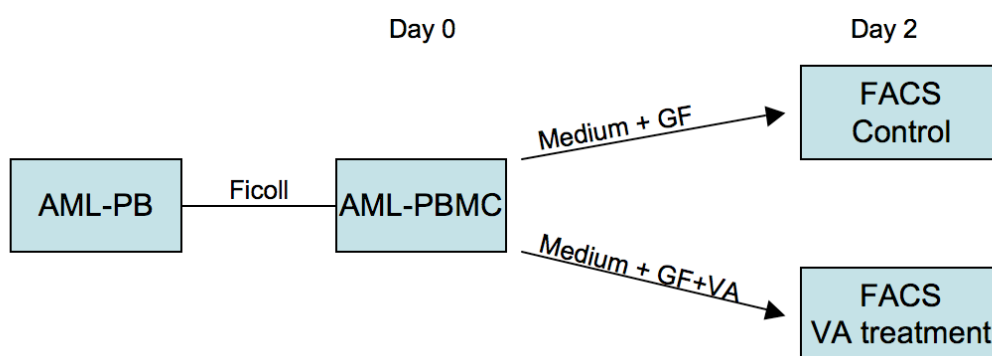 Day 0
Day 2
AML-PB
Ficoll
AML-PBMC
Medium + GF
FACS
Control
Medium + GF+VA
FACS
VA treatment